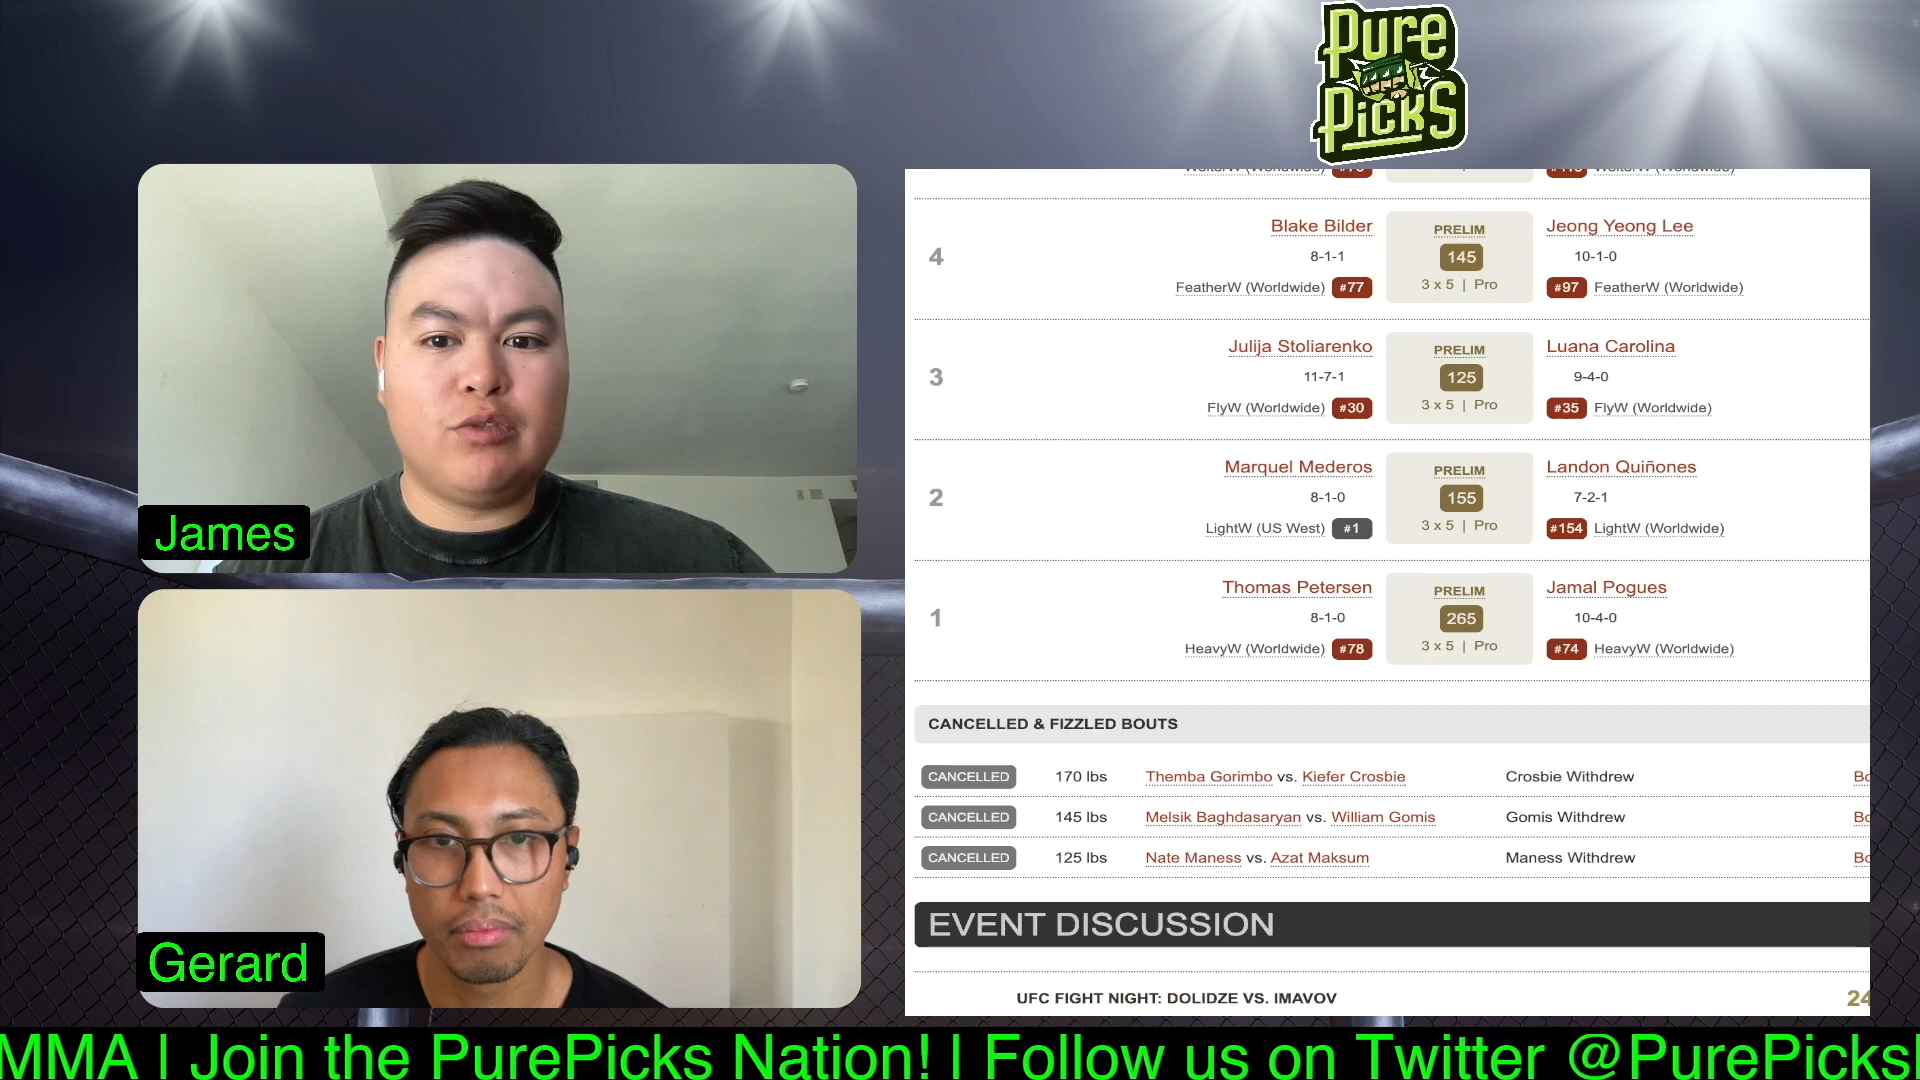 Pure
Picks
James
Gerard
4
Blake Bilder
8-1-1
FeatherW (Worldwide) #77
PRELIM
145
3 x 5 | Pro
Jeong Yeong Lee
10-1-0
#97 FeatherW (Worldwide)
3
Julija Stoliarenko
11-7-1
FlyW (Worldwide) #30
PRELIM
125
3 x 5 | Pro
Luana Carolina
9-4-0
#35 FlyW (Worldwide)
2
Marquel Mederos
8-1-0
LightW (US West) #1
PRELIM
155
3 x 5 | Pro
Landon Quiñones
7-2-1
#154 LightW (Worldwide)
1
Thomas Petersen
8-1-0
HeavyW (Worldwide) #78
PRELIM
265
3 x 5 | Pro
Jamal Pogues
10-4-0
#74 HeavyW (Worldwide)
CANCELLED & FIZZLED BOUTS
CANCELLED 170 lbs Themba Gorimbo vs. Kiefer Crosbie Crosbie Withdrew
CANCELLED 145 lbs Melsik Baghdasaryan vs. William Gomis Gomis Withdrew
CANCELLED 125 lbs Nate Maness vs. Azat Maksum Maness Withdrew
EVENT DISCUSSION
UFC FIGHT NIGHT: DOLIDZE VS. IMAVOV 24
MMA | Join the PurePicks Nation! | Follow us on Twitter @PurePicks